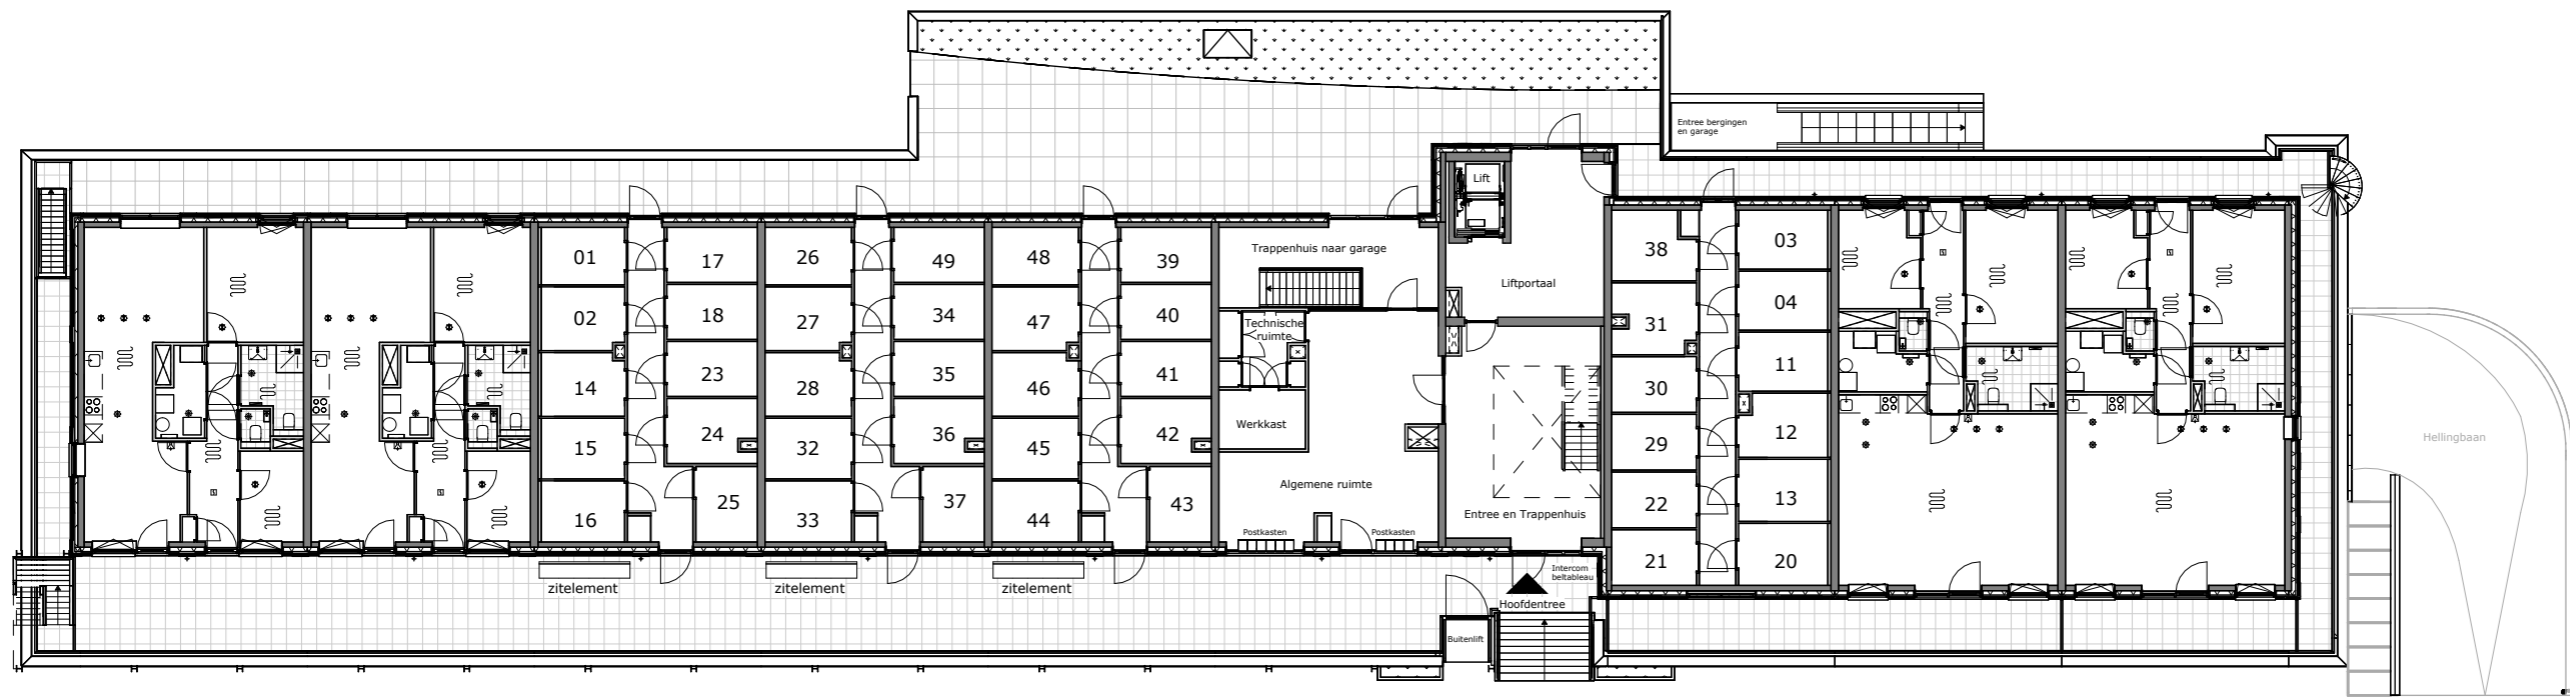 Entree bergingen
en garage
Lift
01
17
26
49
48
39
Trappenhuis naar garage
38
03
02
18
27
34
47
40
Liftportaal
31
04
Technische
ruimte
14
23
28
35
46
41
30
11
15
24
32
36
45
42
Werkkast
29
12
Hellingbaan
16
25
33
37
44
43
Algemene ruimte
Entree en Trappenhuis
22
13
Postkasten
Postkasten
21
20
zitelement
zitelement
zitelement
Intercom
beltableau
Hoofdentree
Buitenlift